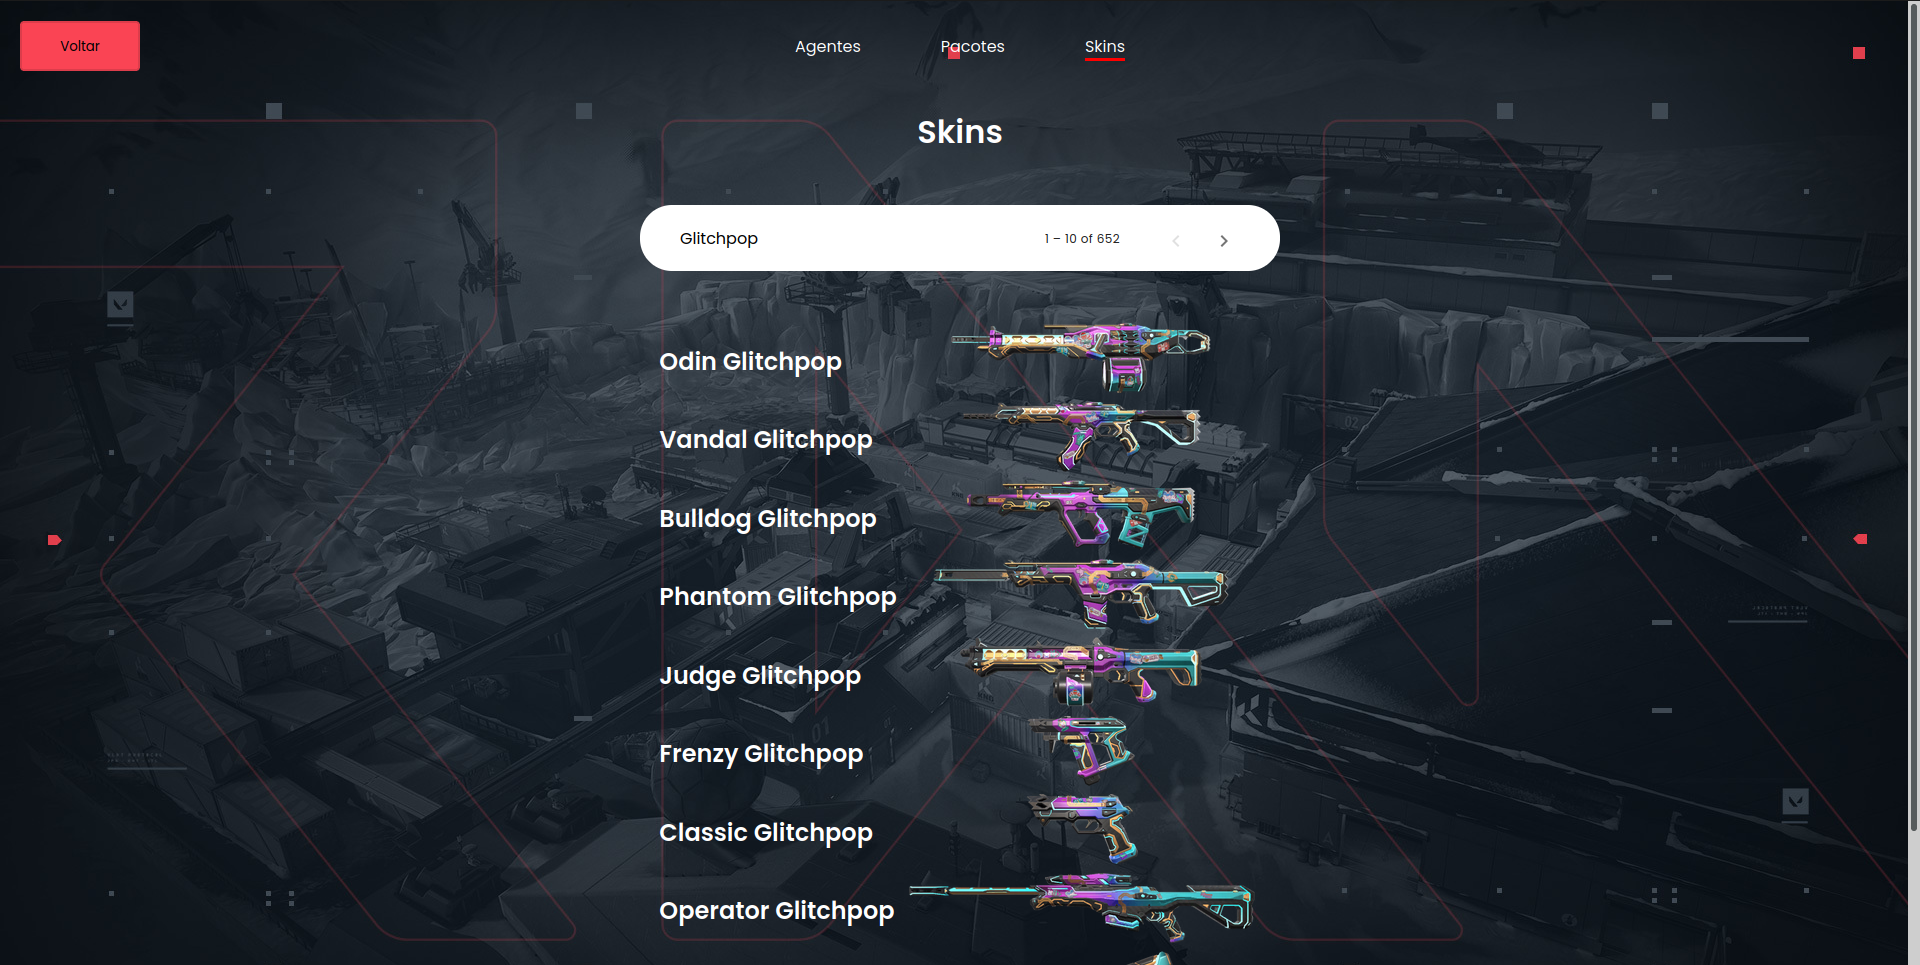 Voltar
Agentes
Pacotes
Skins
Skins
Glitchpop
1 – 10 of 652
Odin Glitchpop
Vandal Glitchpop
Bulldog Glitchpop
Phantom Glitchpop
Judge Glitchpop
Frenzy Glitchpop
Classic Glitchpop
Operator Glitchpop
02